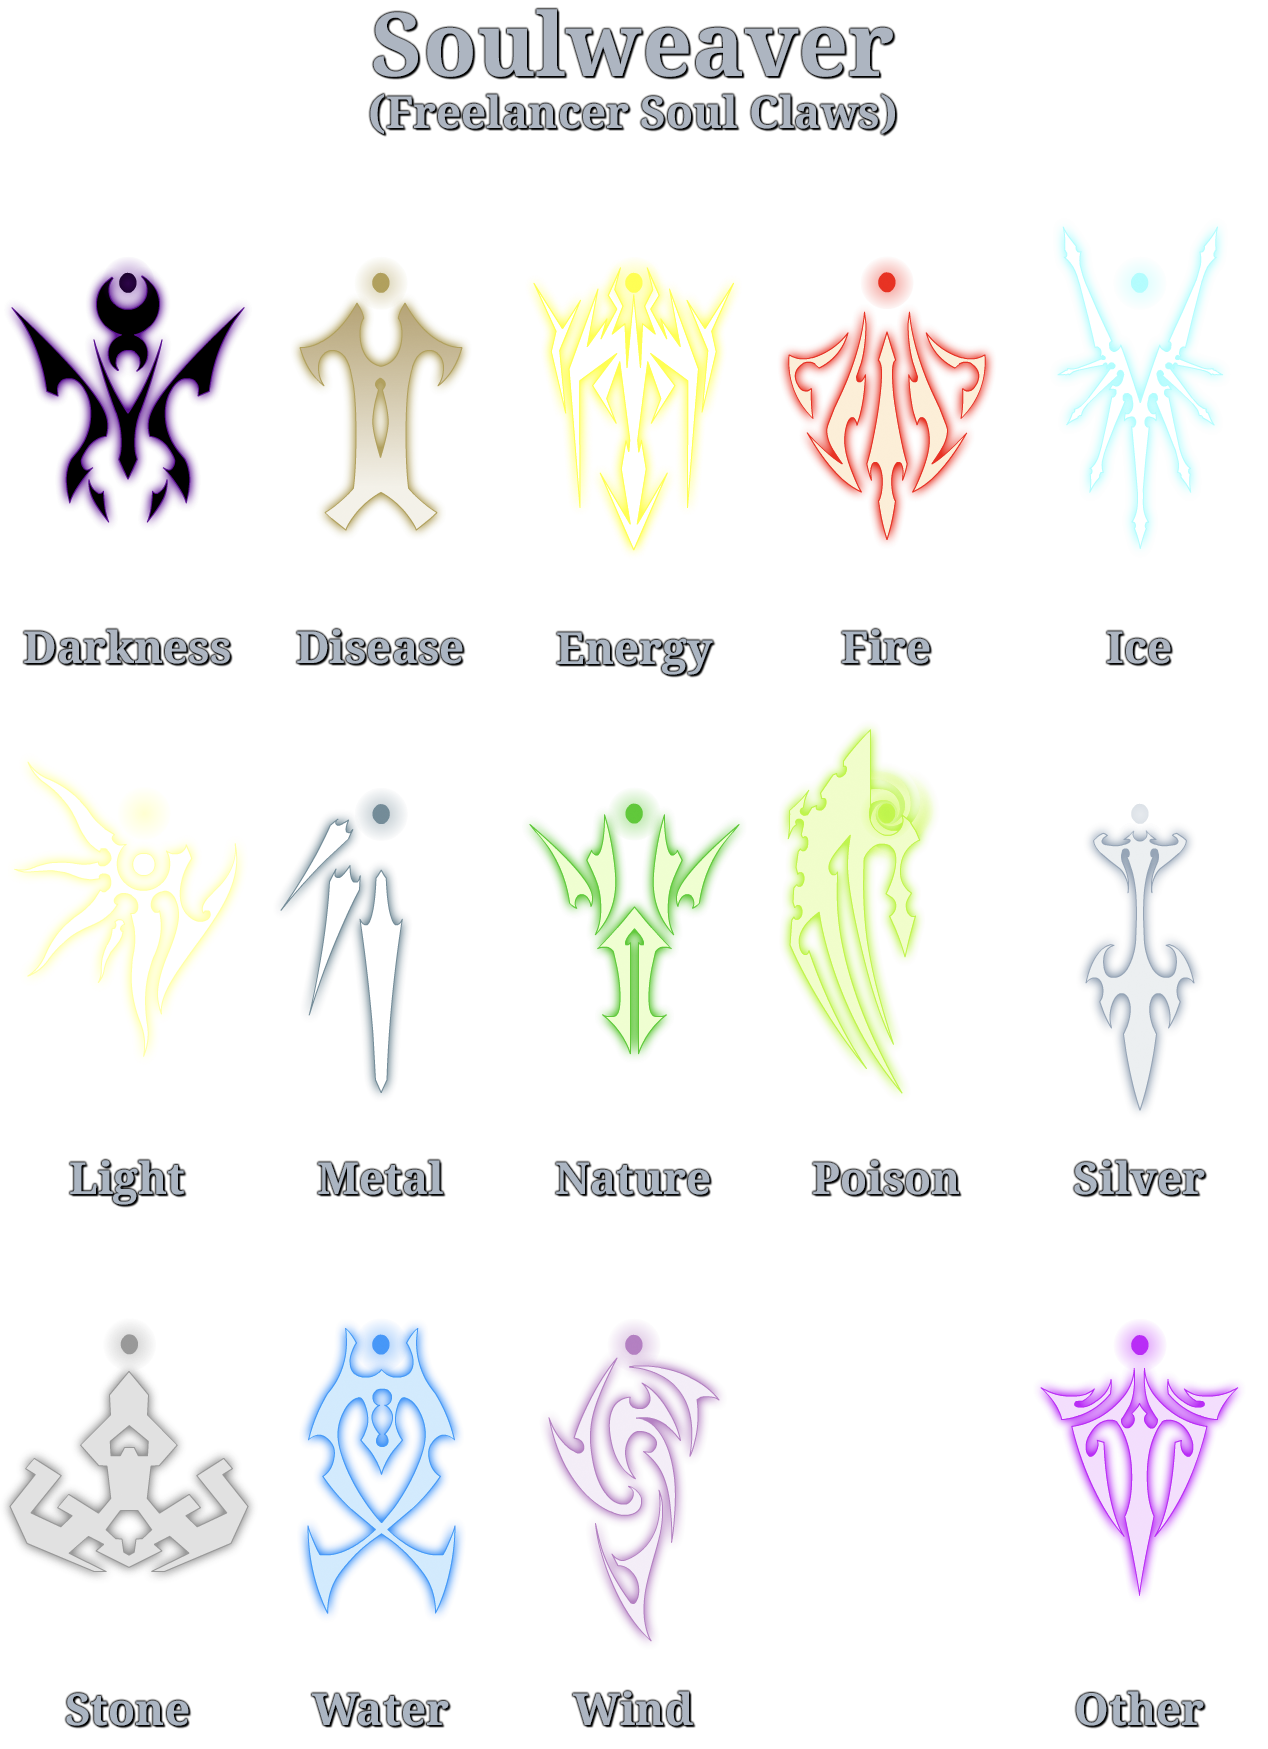 Soulweaver
(Freelancer Soul Claws)
Darkness Disease Energy Fire Ice
Light Metal Nature Poison Silver
Stone Water Wind Other